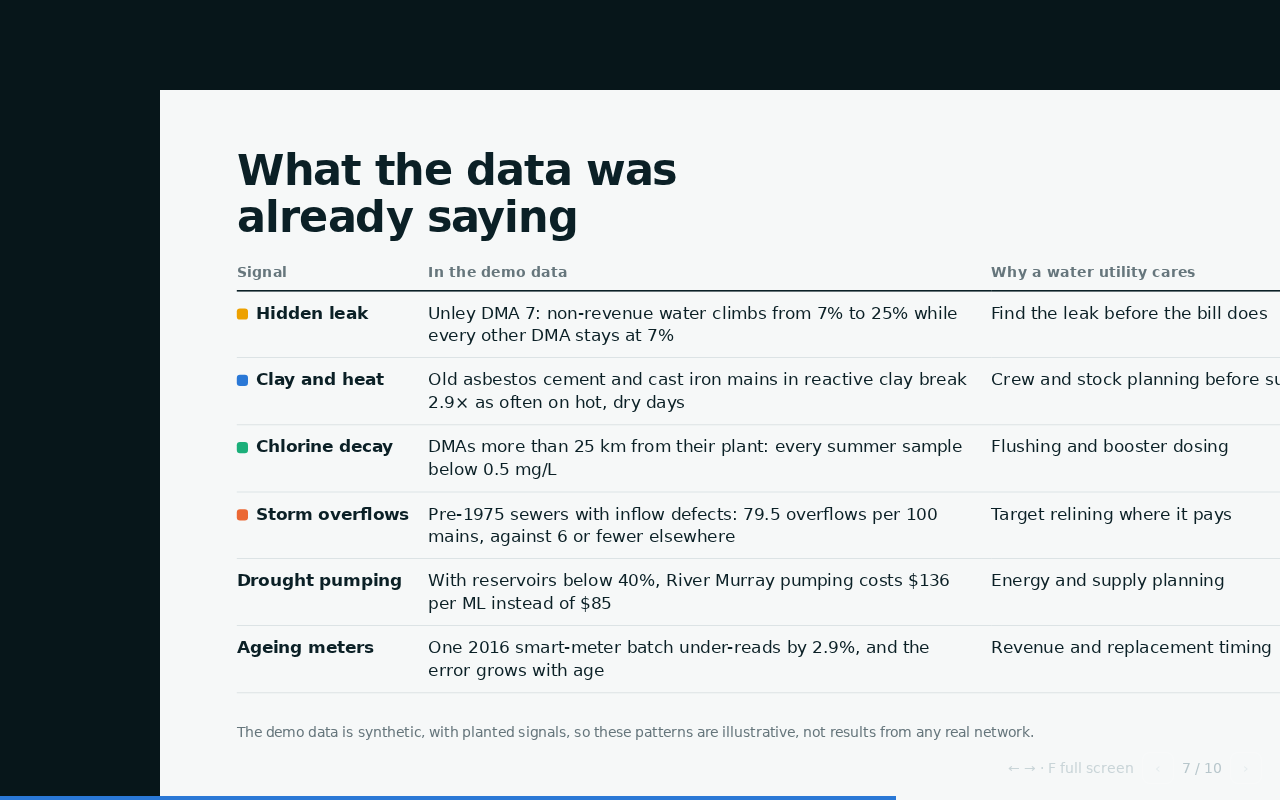 What the data was
already saying
Signal
In the demo data
Why a water utility cares
Hidden leak
Unley DMA 7: non-revenue water climbs from 7% to 25% while
every other DMA stays at 7%
Find the leak before the bill does
Clay and heat
Old asbestos cement and cast iron mains in reactive clay break
2.9× as often on hot, dry days
Crew and stock planning before
Chlorine decay
DMAs more than 25 km from their plant: every summer sample
below 0.5 mg/L
Flushing and booster dosing
Storm overflows
Pre-1975 sewers with inflow defects: 79.5 overflows per 100
mains, against 6 or fewer elsewhere
Target relining where it pays
Drought pumping
With reservoirs below 40%, River Murray pumping costs $136
per ML instead of $85
Energy and supply planning
Ageing meters
One 2016 smart-meter batch under-reads by 2.9%, and the
error grows with age
Revenue and replacement timing
The demo data is synthetic, with planted signals, so these patterns are illustrative, not results from any real network.
← → · F full screen ‹ 7 / 10 ›